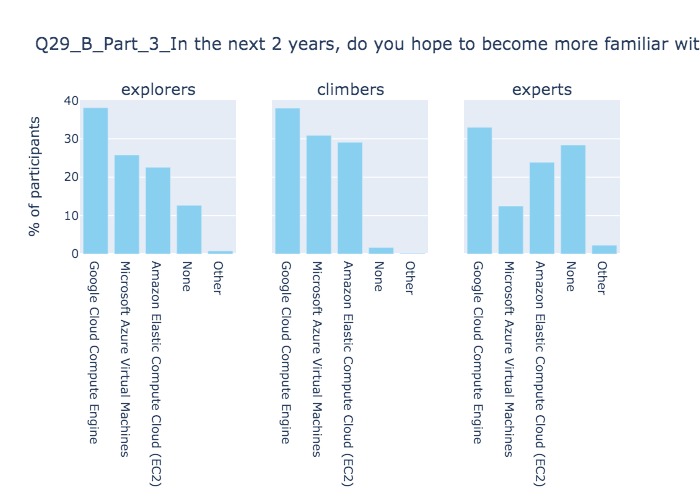 Q29_B_Part_3_In the next 2 years, do you hope to become more familiar wit
explorers
climbers
experts
% of participants
40
30
20
10
0
Google Cloud Compute Engine
Microsoft Azure Virtual Machines
Amazon Elastic Compute Cloud (EC2)
None
Other
Google Cloud Compute Engine
Microsoft Azure Virtual Machines
Amazon Elastic Compute Cloud (EC2)
None
Other
Google Cloud Compute Engine
Microsoft Azure Virtual Machines
Amazon Elastic Compute Cloud (EC2)
None
Other